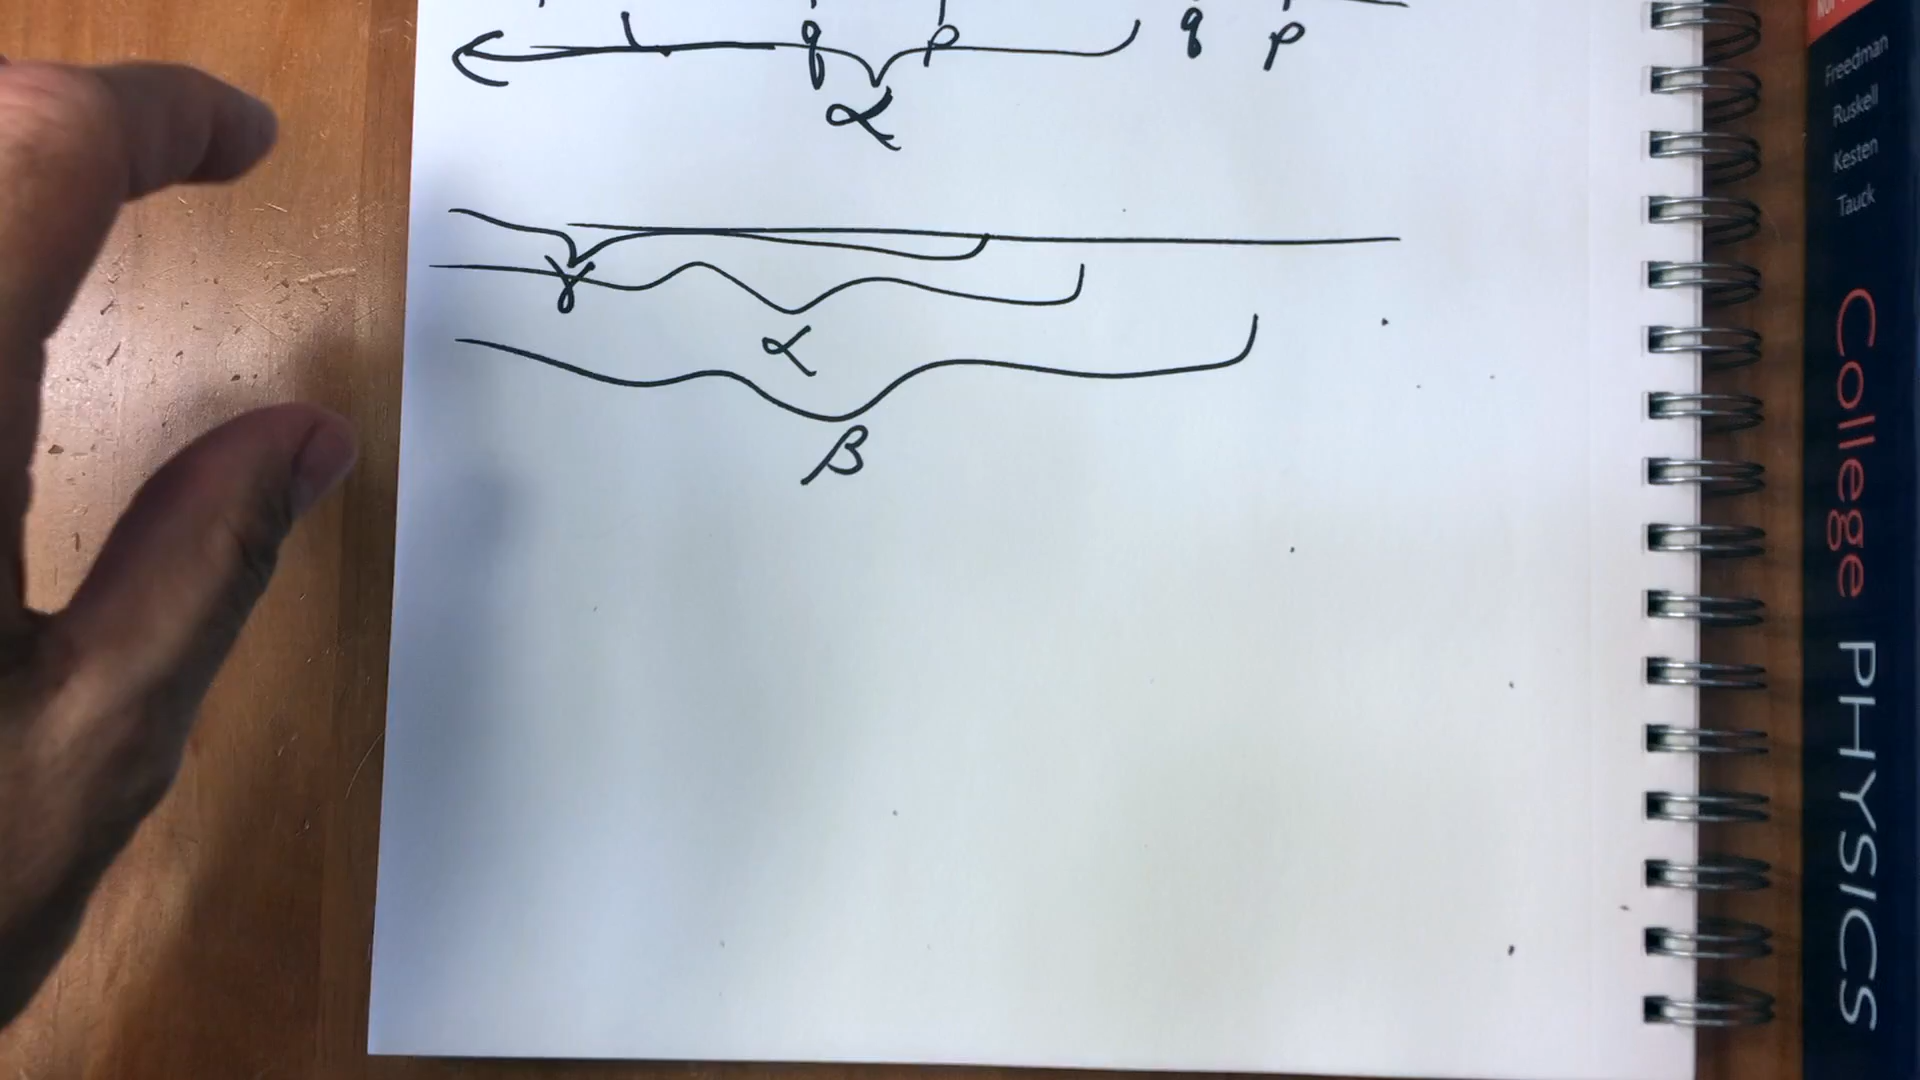 q p q p
α
γ
α
β
Freedman
Ruskell
Kesten
Tauck
College PHYSICS